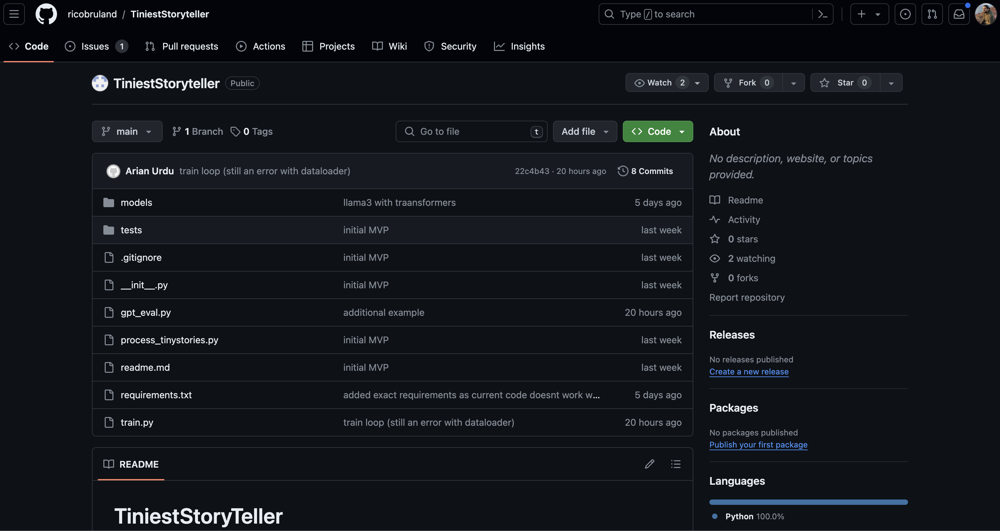 ricobruland / TiniestStoryteller
Type / to search
Code
Issues 1
Pull requests
Actions
Projects
Wiki
Security
Insights
TiniestStoryteller Public
Watch 2
Fork 0
Star 0
main
1 Branch
0 Tags
Go to file t
Add file
Code
Arian Urdu train loop (still an error with dataloader) 22c4b43 · 20 hours ago 8 Commits
models llama3 with traansformers 5 days ago
tests initial MVP last week
.gitignore initial MVP last week
__init__.py initial MVP last week
gpt_eval.py additional example 20 hours ago
process_tinystories.py initial MVP last week
readme.md initial MVP last week
requirements.txt added exact requirements as current code doesnt work w... 5 days ago
train.py train loop (still an error with dataloader) 20 hours ago
README
TiniestStoryTeller
About
No description, website, or topics
provided.
Readme
Activity
0 stars
2 watching
0 forks
Report repository
Releases
No releases published
Create a new release
Packages
No packages published
Publish your first package
Languages
Python 100.0%